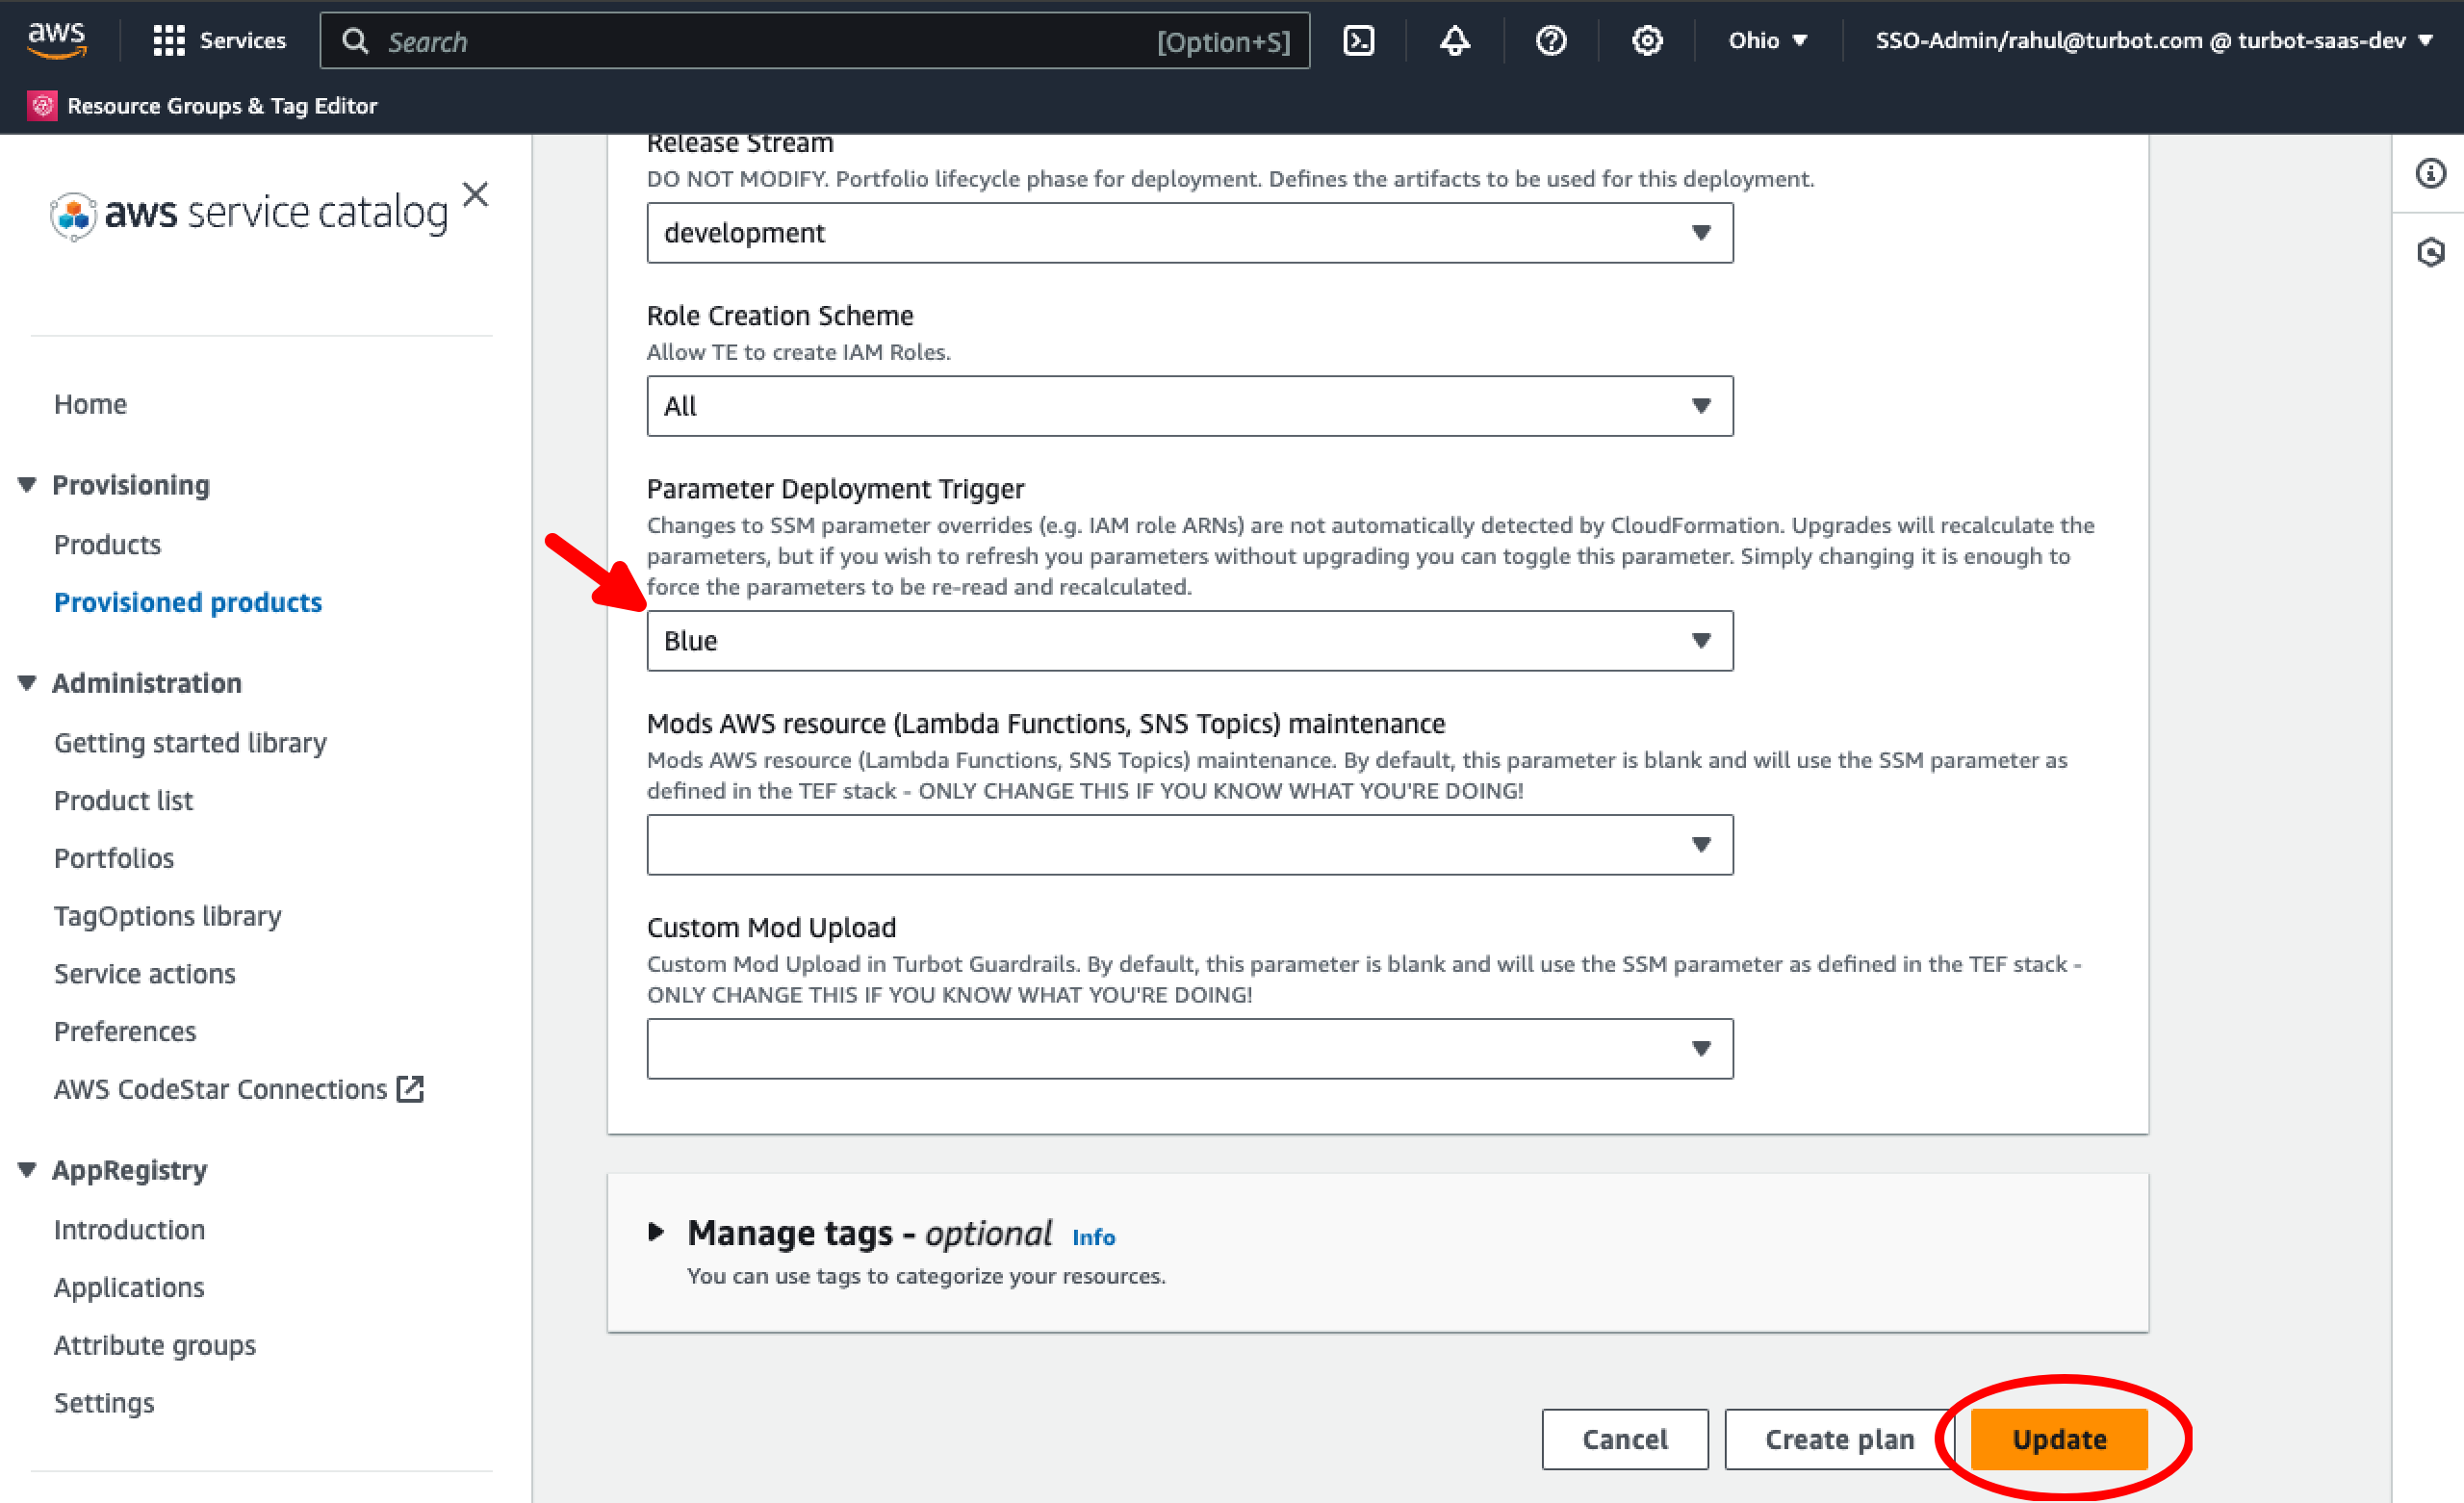 aws
Services
Search
[Option+S]
Ohio
SSO-Admin/rahul@turbot.com @ turbot-saas-dev
Resource Groups & Tag Editor
aws service catalog
Home
Provisioning
Products
Provisioned products
Administration
Getting started library
Product list
Portfolios
TagOptions library
Service actions
Preferences
AWS CodeStar Connections
AppRegistry
Introduction
Applications
Attribute groups
Settings
Release Stream
DO NOT MODIFY. Portfolio lifecycle phase for deployment. Defines the artifacts to be used for this deployment.
development
Role Creation Scheme
Allow TE to create IAM Roles.
All
Parameter Deployment Trigger
Changes to SSM parameter overrides (e.g. IAM role ARNs) are not automatically detected by CloudFormation. Upgrades will recalculate the
parameters, but if you wish to refresh you parameters without upgrading you can toggle this parameter. Simply changing it is enough to
force the parameters to be re-read and recalculated.
Blue
Mods AWS resource (Lambda Functions, SNS Topics) maintenance
Mods AWS resource (Lambda Functions, SNS Topics) maintenance. By default, this parameter is blank and will use the SSM parameter as
defined in the TEF stack - ONLY CHANGE THIS IF YOU KNOW WHAT YOU'RE DOING!
Custom Mod Upload
Custom Mod Upload in Turbot Guardrails. By default, this parameter is blank and will use the SSM parameter as defined in the TEF stack -
ONLY CHANGE THIS IF YOU KNOW WHAT YOU'RE DOING!
Manage tags - optional Info
You can use tags to categorize your resources.
Cancel
Create plan
Update